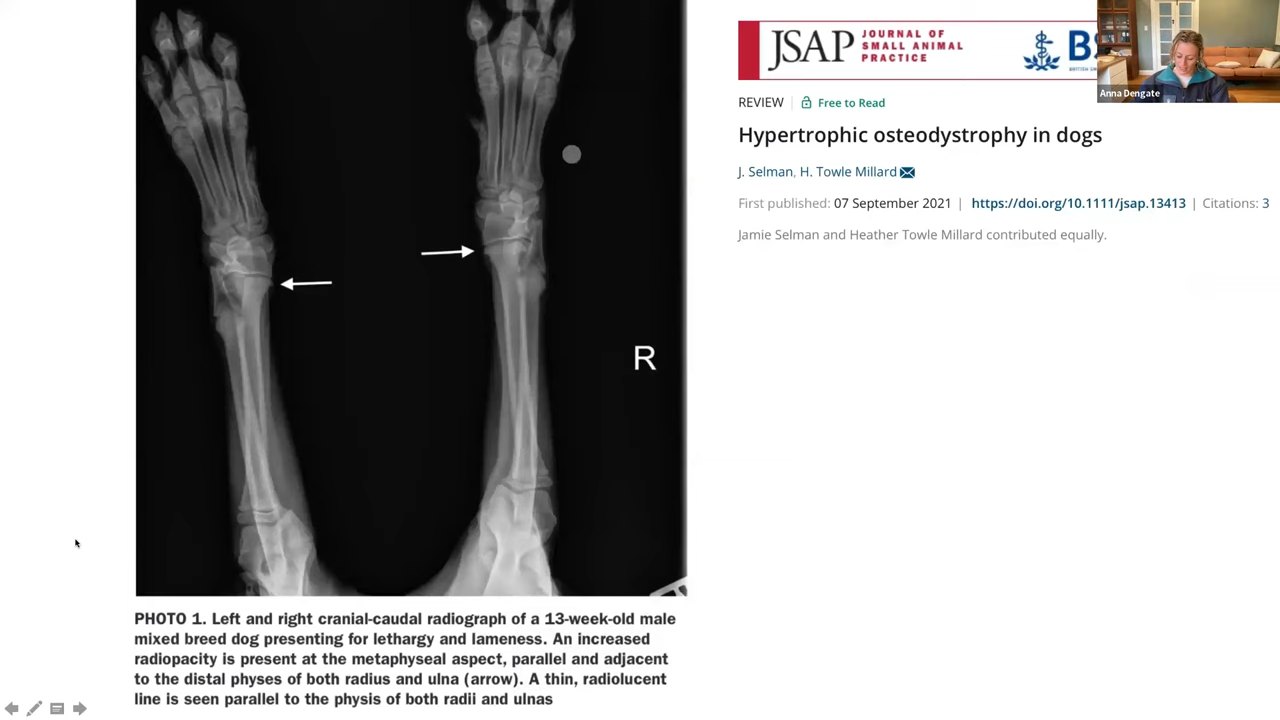 R
PHOTO 1. Left and right cranial-caudal radiograph of a 13-week-old male
mixed breed dog presenting for lethargy and lameness. An increased
radiopacity is present at the metaphyseal aspect, parallel and adjacent
to the distal physes of both radius and ulna (arrow). A thin, radiolucent
line is seen parallel to the physis of both radii and ulnas
JSAP JOURNAL OF
SMALL ANIMAL
PRACTICE
Anna Dengate
REVIEW Free to Read
Hypertrophic osteodystrophy in dogs
J. Selman, H. Towle Millard
First published: 07 September 2021 | https://doi.org/10.1111/jsap.13413 | Citations: 3
Jamie Selman and Heather Towle Millard contributed equally.